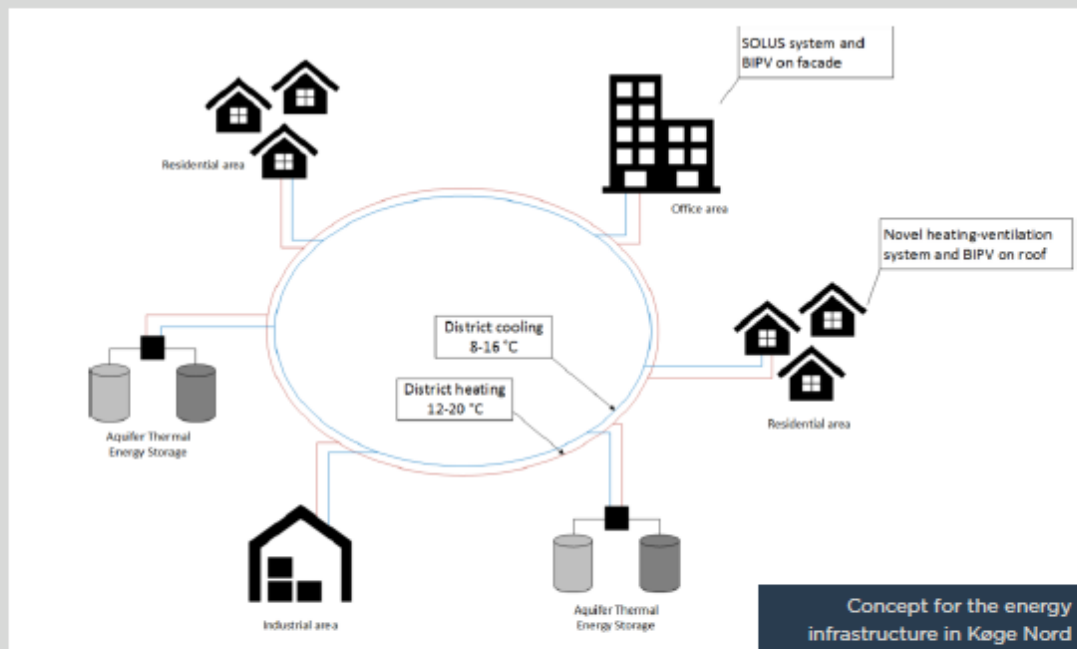 SOLUS system and
BIPV on facade
Residential area
Office area
Novel heating-ventilation
system and BIPV on roof
District cooling
8-16 °C
District heating
12-20 °C
Residential area
Aquifer Thermal
Energy Storage
Industrial area
Aquifer Thermal
Energy Storage
Concept for the energy
infrastructure in Køge Nord